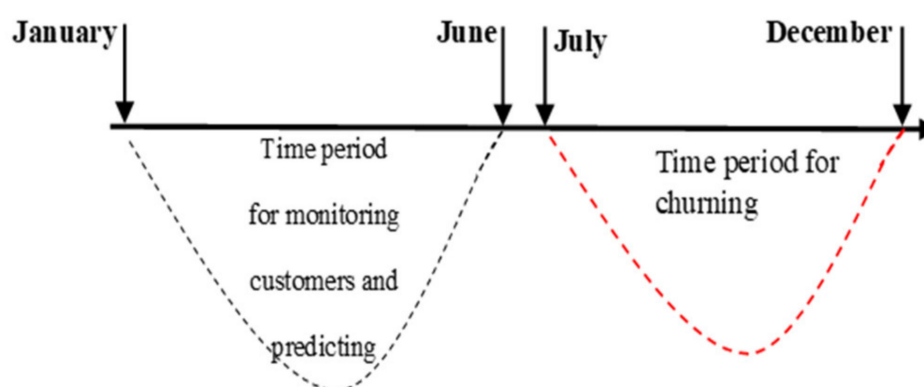 January
June
July
December
Time period
for monitoring
customers and
predicting
Time period for
churning